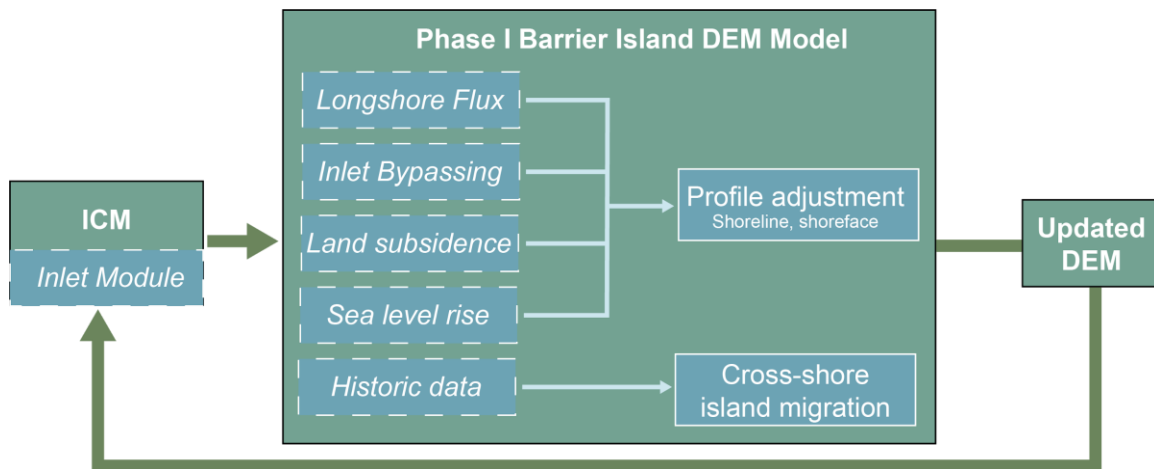 Phase I Barrier Island DEM Model
Longshore Flux
Inlet Bypassing
Land subsidence
Sea level rise
Historic data
Profile adjustment
Shoreline, shoreface
Cross-shore
island migration
ICM
Inlet Module
Updated
DEM